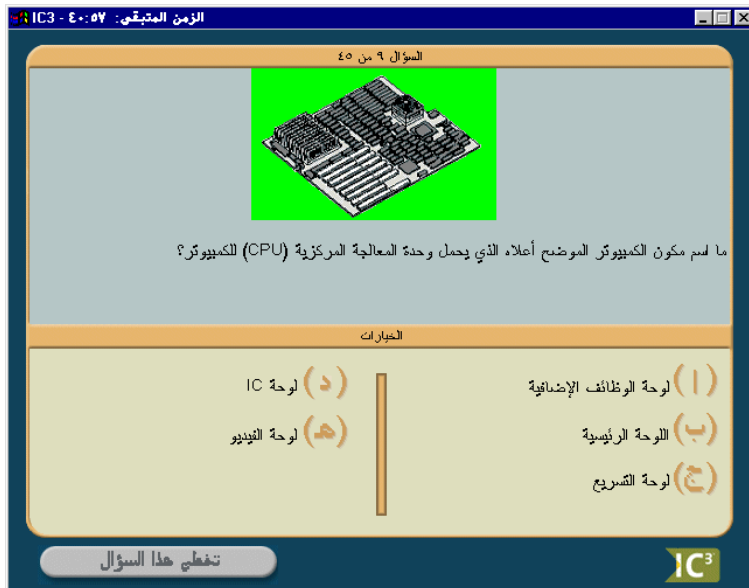 الزمن المتبقي: ٤٠:٥٧ - IC3
السؤال ٩ من ٤٥
ما اسم مكون الكمبيوتر الموضح أعلاه الذي يحمل وحدة المعالجة المركزية (CPU) للكمبيوتر؟
الخيارات
(ا) لوحة الوظائف الإضافية
(ب) اللوحة الرئيسية
(ج) لوحة التسريع
(د) لوحة IC
(هـ) لوحة الفيديو
تخطي هذا السؤال
IC³